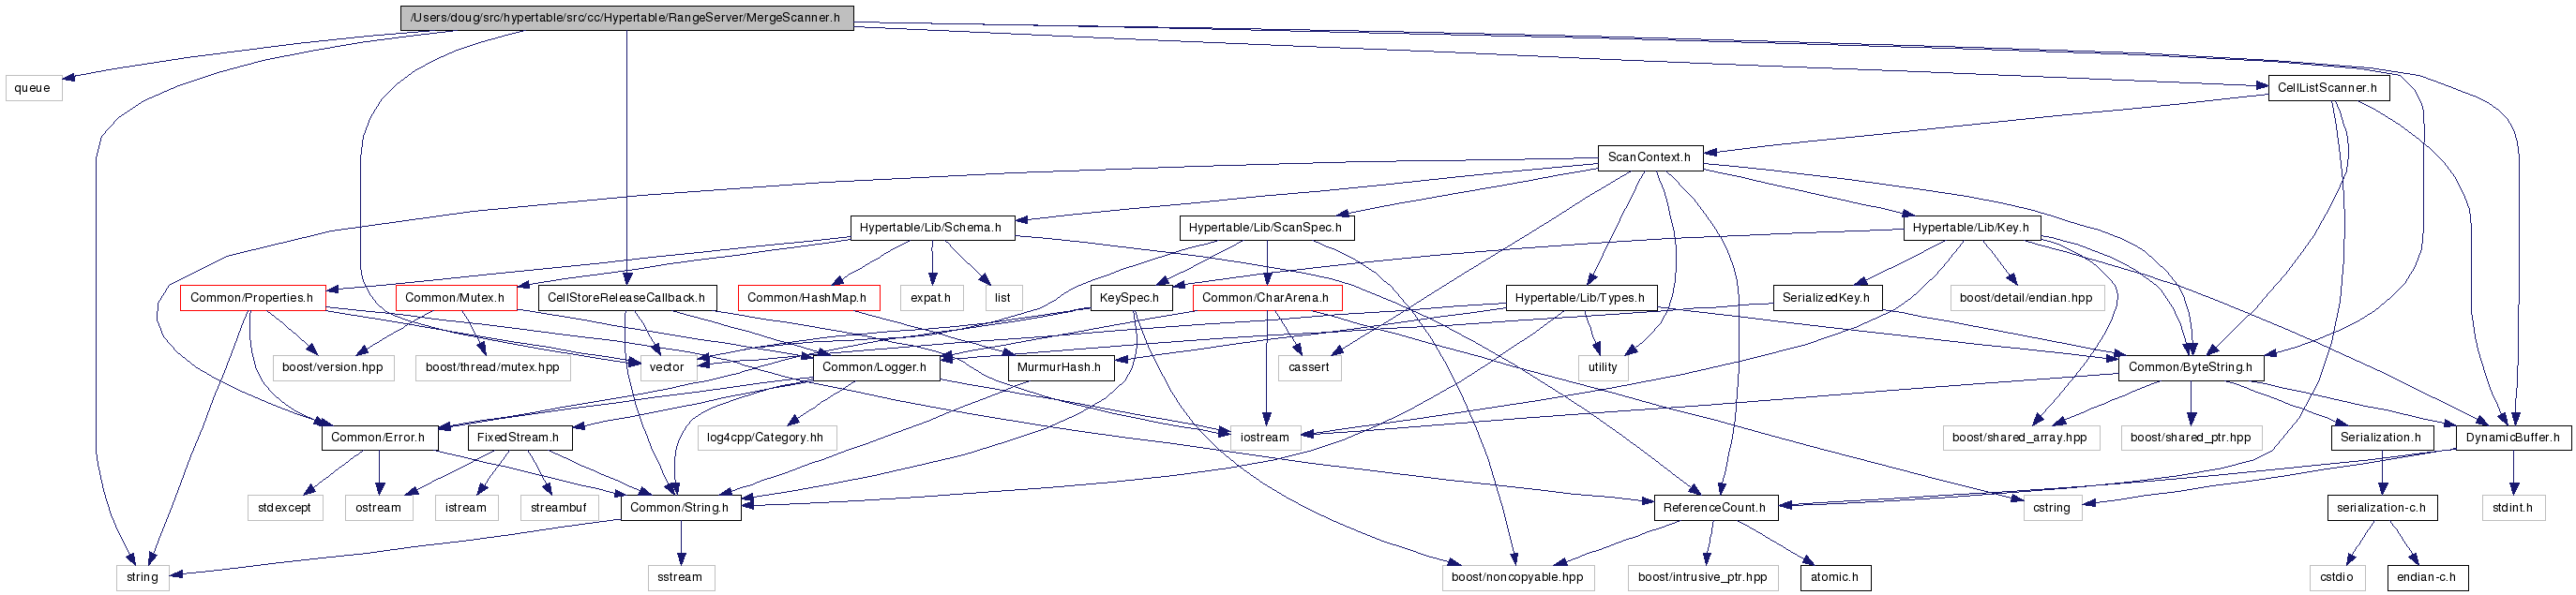 /Users/doug/src/hypertable/src/cc/Hypertable/RangeServer/MergeScanner.h
queue
CellListScanner.h
ScanContext.h
Hypertable/Lib/Schema.h
Hypertable/Lib/ScanSpec.h
Hypertable/Lib/Key.h
Common/Properties.h
Common/Mutex.h
CellStoreReleaseCallback.h
Common/HashMap.h
expat.h
list
KeySpec.h
Common/CharArena.h
Hypertable/Lib/Types.h
SerializedKey.h
boost/detail/endian.hpp
boost/version.hpp
boost/thread/mutex.hpp
vector
Common/Logger.h
MurmurHash.h
cassert
utility
Common/ByteString.h
Common/Error.h
FixedStream.h
log4cpp/Category.hh
iostream
boost/shared_array.hpp
boost/shared_ptr.hpp
Serialization.h
DynamicBuffer.h
stdexcept
ostream
istream
streambuf
Common/String.h
ReferenceCount.h
cstring
serialization-c.h
stdint.h
string
sstream
boost/noncopyable.hpp
boost/intrusive_ptr.hpp
atomic.h
cstdio
endian-c.h